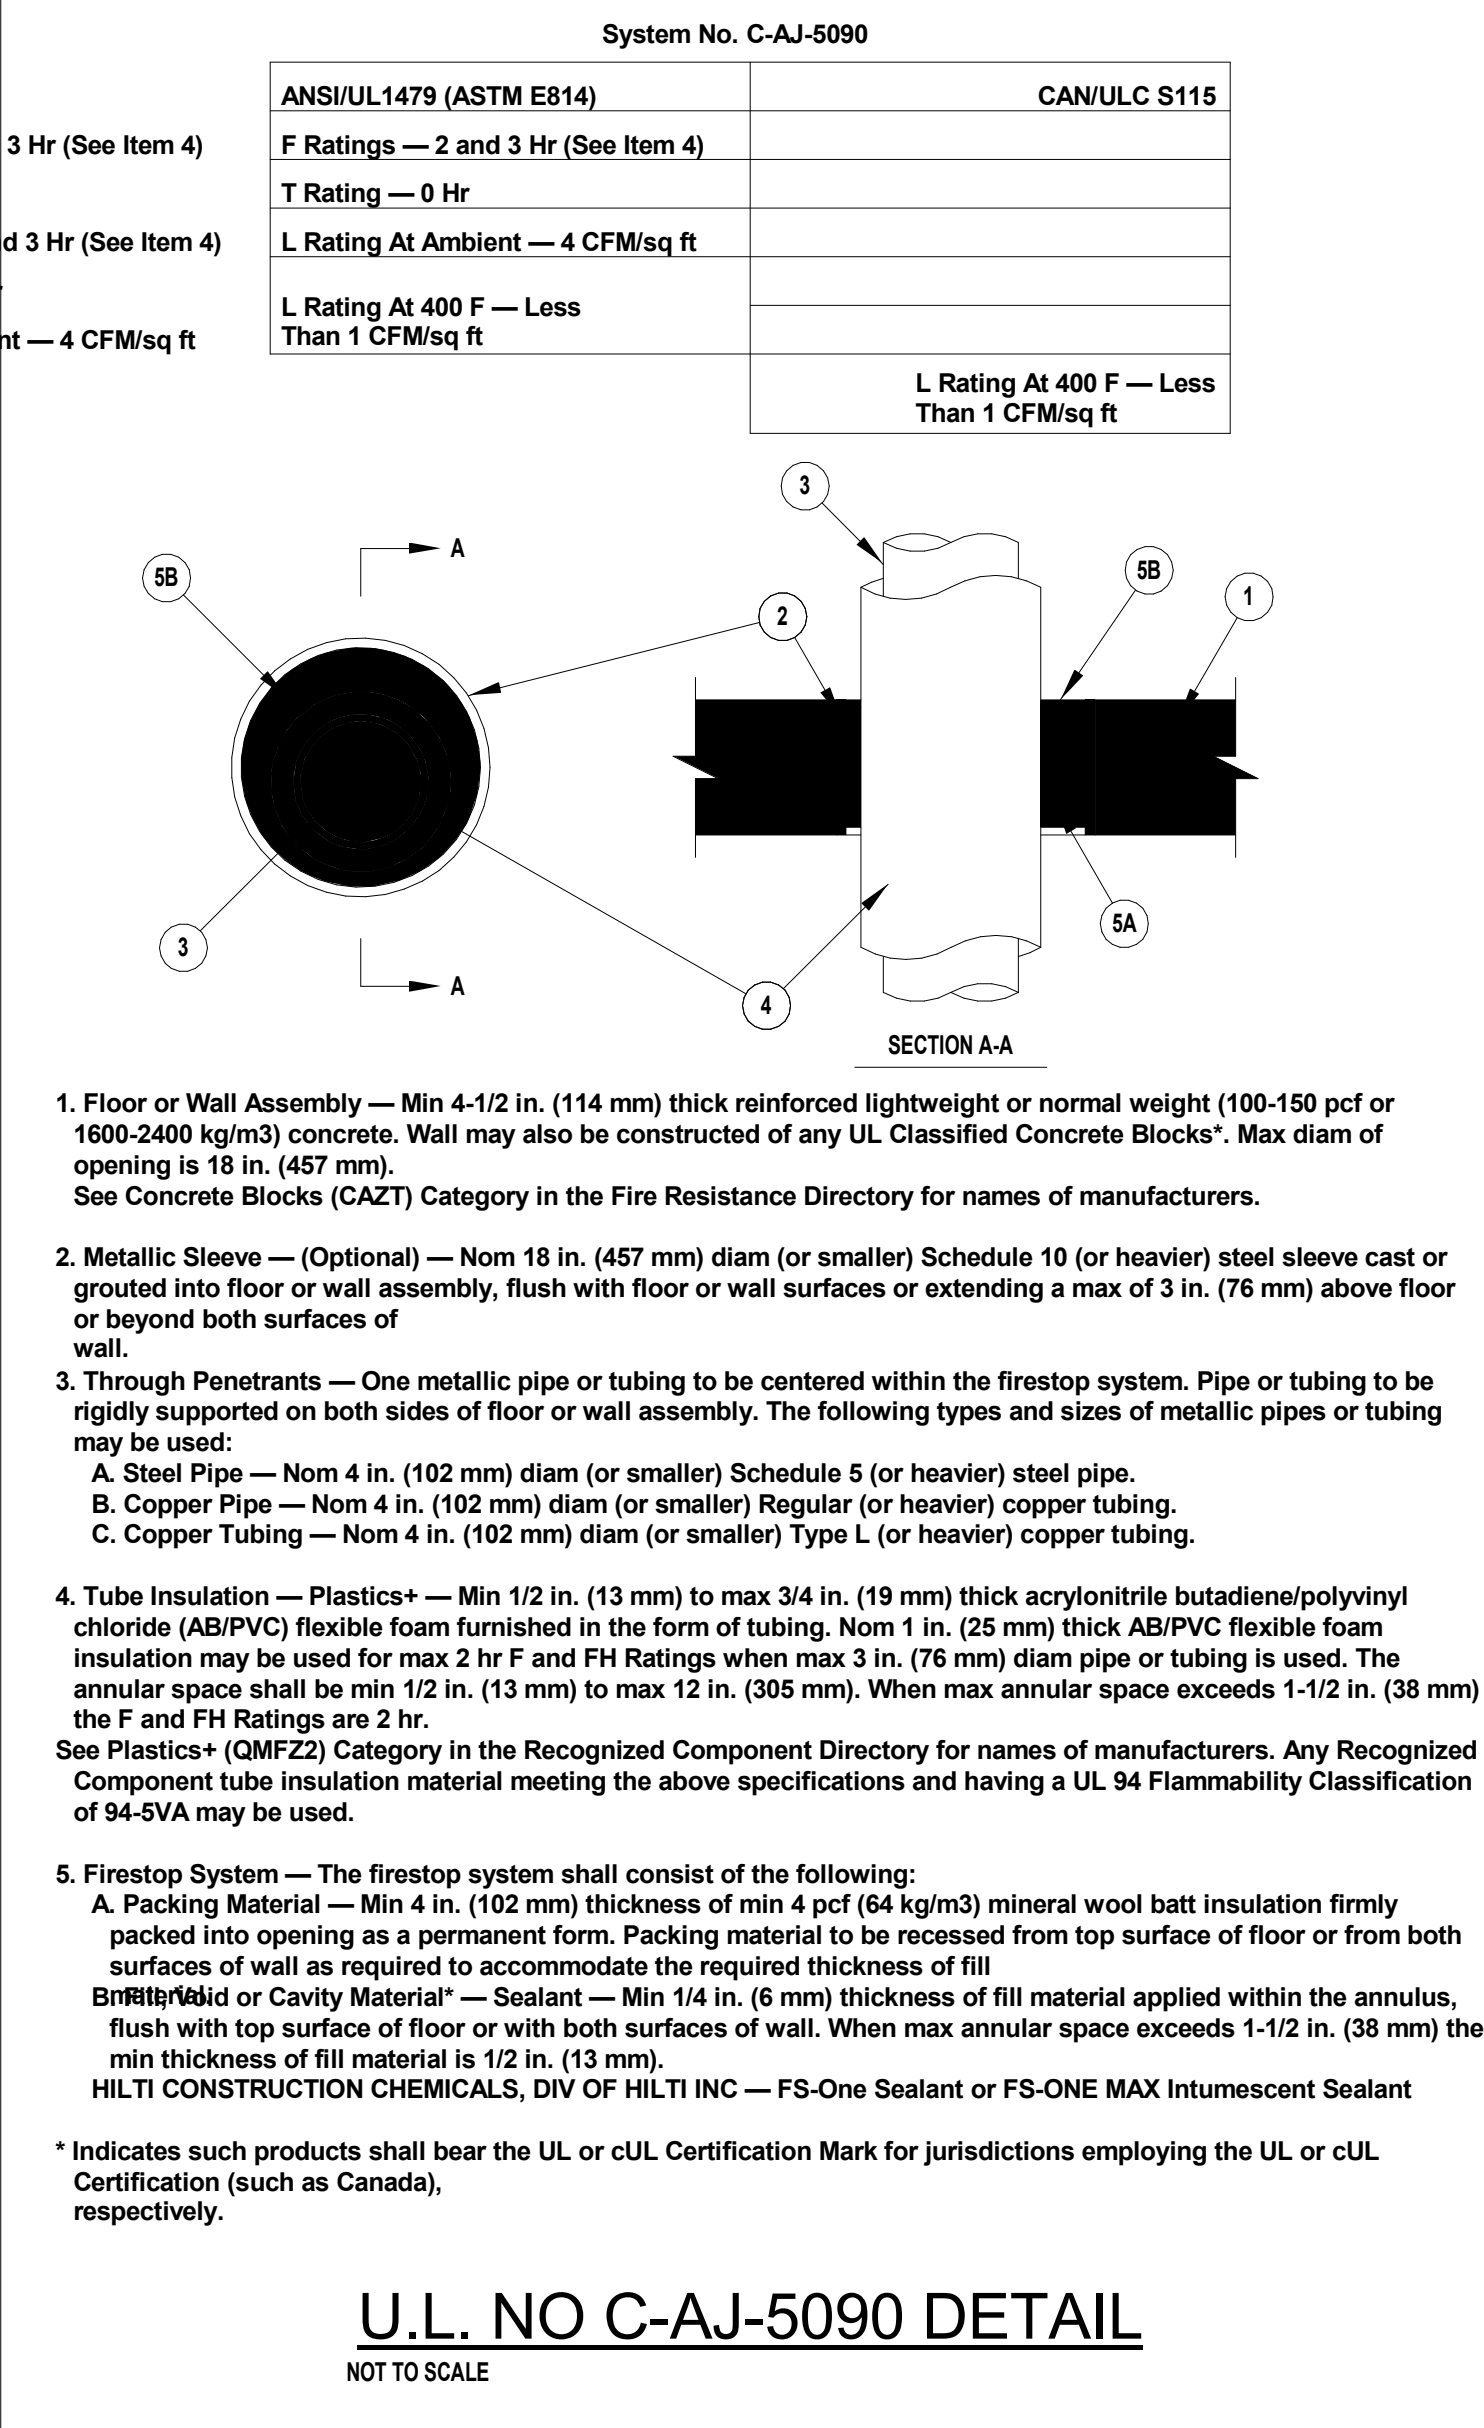 System No. C-AJ-5090
ANSI/UL1479 (ASTM E814)
CAN/ULC S115
3 Hr (See Item 4)
F Ratings — 2 and 3 Hr (See Item 4)
T Rating — 0 Hr
d 3 Hr (See Item 4)
L Rating At Ambient — 4 CFM/sq ft
L Rating At 400 F — Less
Than 1 CFM/sq ft
nt — 4 CFM/sq ft
L Rating At 400 F — Less
Than 1 CFM/sq ft
3
A
5B
5B
1
2
3
A
4
5A
SECTION A-A
1. Floor or Wall Assembly — Min 4-1/2 in. (114 mm) thick reinforced lightweight or normal weight (100-150 pcf or
1600-2400 kg/m3) concrete. Wall may also be constructed of any UL Classified Concrete Blocks*. Max diam of
opening is 18 in. (457 mm).
See Concrete Blocks (CAZT) Category in the Fire Resistance Directory for names of manufacturers.
2. Metallic Sleeve — (Optional) — Nom 18 in. (457 mm) diam (or smaller) Schedule 10 (or heavier) steel sleeve cast or
grouted into floor or wall assembly, flush with floor or wall surfaces or extending a max of 3 in. (76 mm) above floor
or beyond both surfaces of
wall.
3. Through Penetrants — One metallic pipe or tubing to be centered within the firestop system. Pipe or tubing to be
rigidly supported on both sides of floor or wall assembly. The following types and sizes of metallic pipes or tubing
may be used:
A. Steel Pipe — Nom 4 in. (102 mm) diam (or smaller) Schedule 5 (or heavier) steel pipe.
B. Copper Pipe — Nom 4 in. (102 mm) diam (or smaller) Regular (or heavier) copper tubing.
C. Copper Tubing — Nom 4 in. (102 mm) diam (or smaller) Type L (or heavier) copper tubing.
4. Tube Insulation — Plastics+ — Min 1/2 in. (13 mm) to max 3/4 in. (19 mm) thick acrylonitrile butadiene/polyvinyl
chloride (AB/PVC) flexible foam furnished in the form of tubing. Nom 1 in. (25 mm) thick AB/PVC flexible foam
insulation may be used for max 2 hr F and FH Ratings when max 3 in. (76 mm) diam pipe or tubing is used. The
annular space shall be min 1/2 in. (13 mm) to max 12 in. (305 mm). When max annular space exceeds 1-1/2 in. (38 mm)
the F and FH Ratings are 2 hr.
See Plastics+ (QMFZ2) Category in the Recognized Component Directory for names of manufacturers. Any Recognized
Component tube insulation material meeting the above specifications and having a UL 94 Flammability Classification
of 94-5VA may be used.
5. Firestop System — The firestop system shall consist of the following:
A. Packing Material — Min 4 in. (102 mm) thickness of min 4 pcf (64 kg/m3) mineral wool batt insulation firmly
packed into opening as a permanent form. Packing material to be recessed from top surface of floor or from both
surfaces of wall as required to accommodate the required thickness of fill
material.
B. Fill, Void or Cavity Material* — Sealant — Min 1/4 in. (6 mm) thickness of fill material applied within the annulus,
flush with top surface of floor or with both surfaces of wall. When max annular space exceeds 1-1/2 in. (38 mm) the
min thickness of fill material is 1/2 in. (13 mm).
HILTI CONSTRUCTION CHEMICALS, DIV OF HILTI INC — FS-One Sealant or FS-ONE MAX Intumescent Sealant
* Indicates such products shall bear the UL or cUL Certification Mark for jurisdictions employing the UL or cUL
Certification (such as Canada),
respectively.
U.L. NO C-AJ-5090 DETAIL
NOT TO SCALE